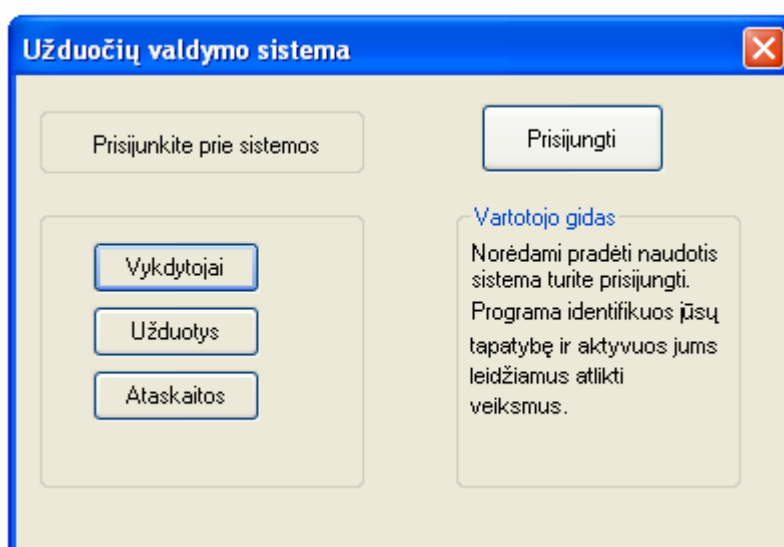 Užduočių valdymo sistema
Prisijunkite prie sistemos
Prisijungti
Vykdytojai
Užduotys
Ataskaitos
Vartotojo gidas
Norėdami pradėti naudotis
sistema turite prisijungti.
Programa identifikuos jūsų
tapatybę ir aktyvuos jums
leidžiamus atlikti
veiksmus.